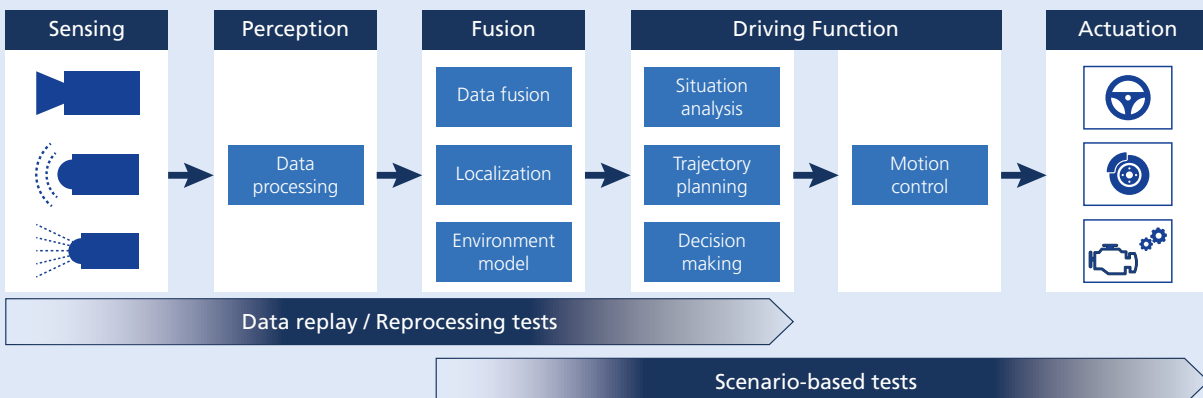 Sensing
Perception
Fusion
Driving Function
Actuation
Data
processing
Data fusion
Localization
Environment
model
Situation
analysis
Trajectory
planning
Decision
making
Motion
control
Data replay / Reprocessing tests
Scenario-based tests